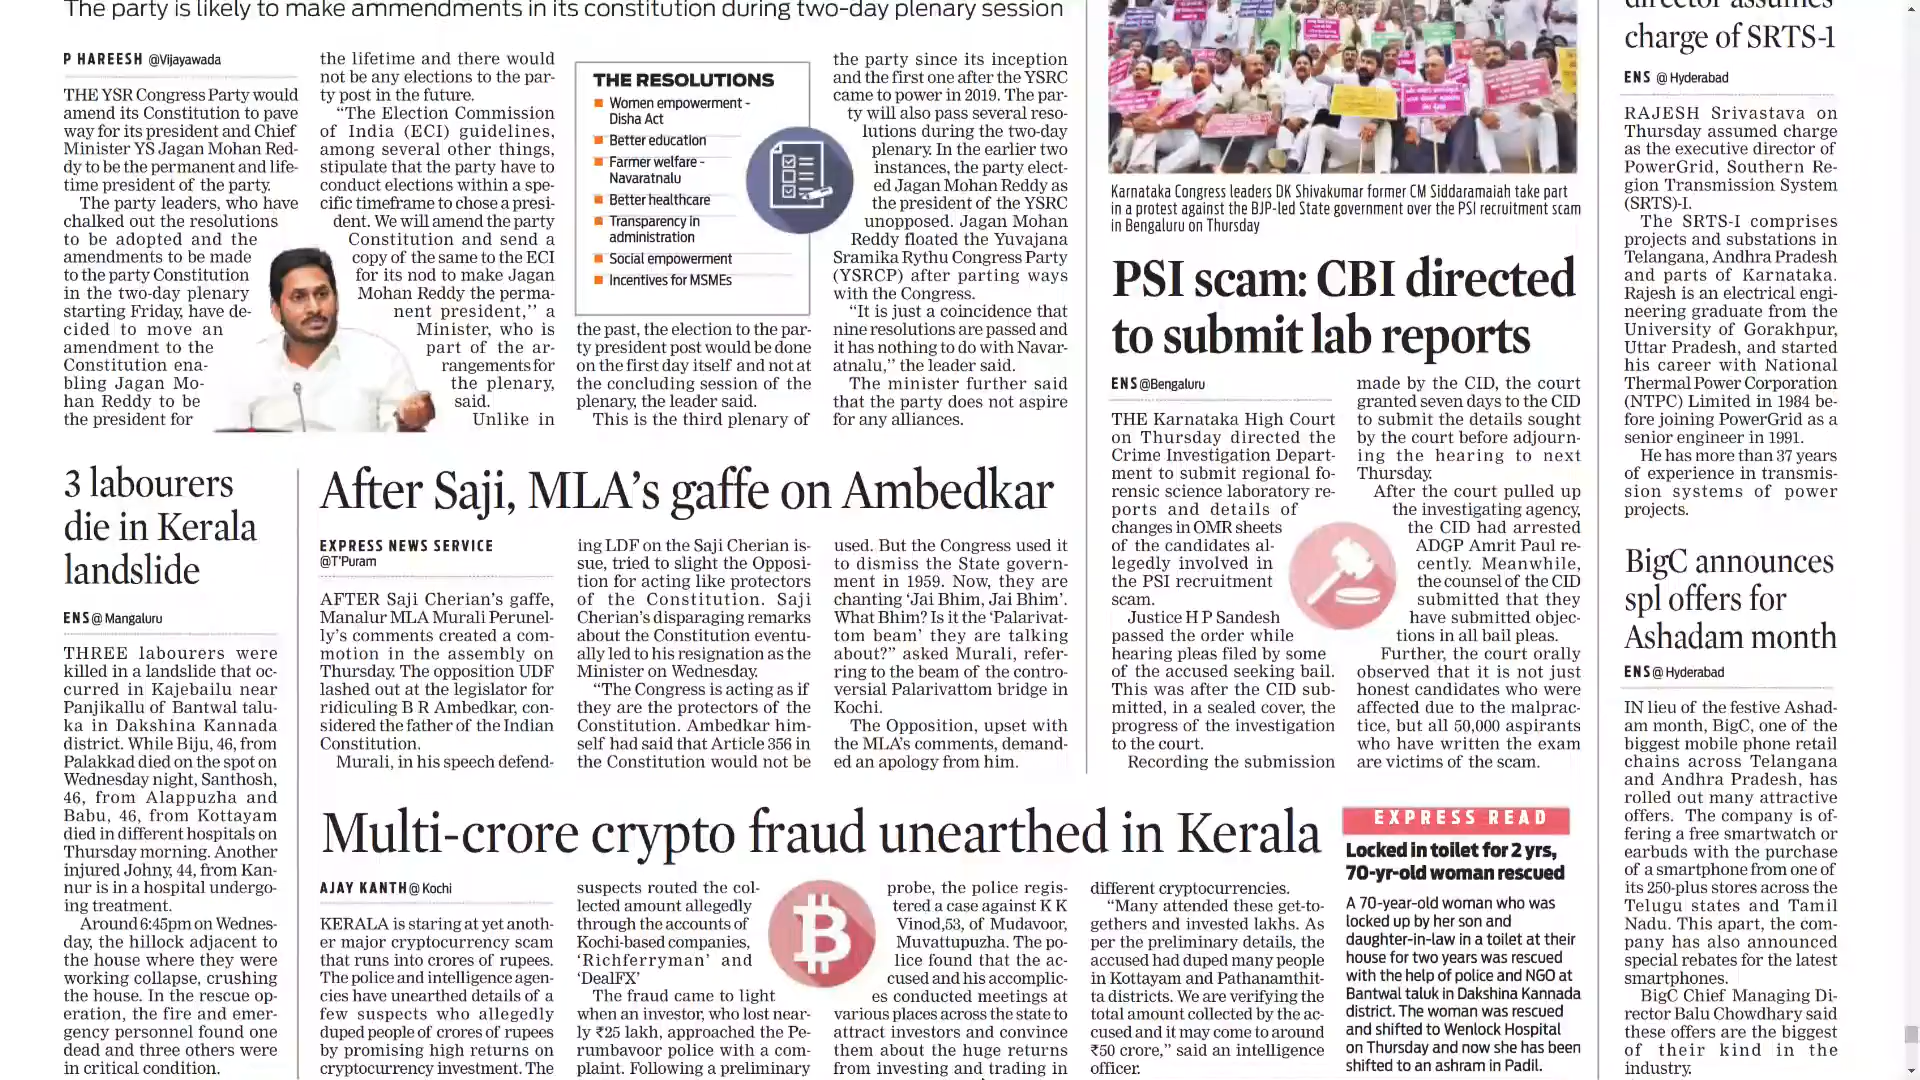 The party is likely to make ammendments in its constitution during two-day plenary session
P HAREESH @Vijayawada
THE YSR Congress Party would
amend its Constitution to pave
way for its president and Chief
Minister YS Jagan Mohan Red-
dy to be the permanent and life-
time president of the party.
The party leaders, who have
chalked out the resolutions
to be adopted and the
amendments to be made
to the party Constitution
in the two-day plenary
starting Friday, have de-
cided to move an
amendment to the
Constitution ena-
bling Jagan Mo-
han Reddy to be
the president for
the lifetime and there would
not be any elections to the par-
ty post in the future.
“The Election Commission
of India (ECI) guidelines,
among several other things,
stipulate that the party have to
conduct elections within a spe-
cific timeframe to chose a presi-
dent. We will amend the party
Constitution and send a
copy of the same to the ECI
for its nod to make Jagan
Mohan Reddy the perma-
nent president,” a
Minister, who is
part of the ar-
rangements for
the plenary,
said.
Unlike in
THE RESOLUTIONS
Women empowerment -
Disha Act
Better education
Farmer welfare -
Navaratnalu
Better healthcare
Transparency in
administration
Social empowerment
Incentives for MSMEs
the past, the election to the par-
ty president post would be done
on the first day itself and not at
the concluding session of the
plenary, the leader said.
This is the third plenary of
the party since its inception
and the first one after the YSRC
came to power in 2019. The par-
ty will also pass several reso-
lutions during the two-day
plenary. In the earlier two
instances, the party elect-
ed Jagan Mohan Reddy as
the president of the YSRC
unopposed. Jagan Mohan
Reddy floated the Yuvajana
Sramika Rythu Congress Party
(YSRCP) after parting ways
with the Congress.
“It is just a coincidence that
nine resolutions are passed and
it has nothing to do with Navar-
atnalu,” the leader said.
The minister further said
that the party does not aspire
for any alliances.
Karnataka Congress leaders DK Shivakumar former CM Siddaramaiah take part
in a protest against the BJP-led State government over the PSI recruitment scam
in Bengaluru on Thursday
PSI scam: CBI directed
to submit lab reports
ENS @Bengaluru
THE Karnataka High Court
on Thursday directed the
Crime Investigation Depart-
ment to submit regional fo-
rensic science laboratory re-
ports and details of
changes in OMR sheets
of the candidates al-
legedly involved in
the PSI recruitment
scam.
Justice H P Sandesh
passed the order while
hearing pleas filed by some
of the accused seeking bail.
This was after the CID sub-
mitted, in a sealed cover, the
progress of the investigation
to the court.
Recording the submission
made by the CID, the court
granted seven days to the CID
to submit the details sought
by the court before adjourn-
ing the hearing to next
Thursday.
After the court pulled up
the investigating agency,
the CID had arrested
ADGP Amrit Paul re-
cently. Meanwhile,
the counsel of the CID
submitted that they
have submitted objec-
tions in all bail pleas.
Further, the court orally
observed that it is not just
honest candidates who were
affected due to the malprac-
tice, but all 50,000 aspirants
who have written the exam
are victims of the scam.
director assumes
charge of SRTS-1
ENS @ Hyderabad
RAJESH Srivastava on
Thursday assumed charge
as the executive director of
PowerGrid, Southern Re-
gion Transmission System
(SRTS)-I.
The SRTS-I comprises
projects and substations in
Telangana, Andhra Pradesh
and parts of Karnataka.
Rajesh is an electrical engi-
neering graduate from the
University of Gorakhpur,
Uttar Pradesh, and started
his career with National
Thermal Power Corporation
(NTPC) Limited in 1984 be-
fore joining PowerGrid as a
senior engineer in 1991.
He has more than 37 years
of experience in transmis-
sion systems of power
projects.
3 labourers
die in Kerala
landslide
ENS @ Mangaluru
THREE labourers were
killed in a landslide that oc-
curred in Kajebailu near
Panjikallu of Bantwal talu-
ka in Dakshina Kannada
district. While Biju, 46, from
Palakkad died on the spot on
Wednesday night, Santhosh,
46, from Alappuzha and
Babu, 46, from Kottayam
died in different hospitals on
Thursday morning. Another
injured Johny, 44, from Kan-
nur is in a hospital undergo-
ing treatment.
Around 6:45pm on Wednes-
day, the hillock adjacent to
the house where they were
working collapse, crushing
the house. In the rescue op-
eration, the fire and emer-
gency personnel found one
dead and three others were
in critical condition.
After Saji, MLA’s gaffe on Ambedkar
EXPRESS NEWS SERVICE
@T’Puram
AFTER Saji Cherian’s gaffe,
Manalur MLA Murali Perunel-
ly’s comments created a com-
motion in the assembly on
Thursday. The opposition UDF
lashed out at the legislator for
ridiculing B R Ambedkar, con-
sidered the father of the Indian
Constitution.
Murali, in his speech defend-
ing LDF on the Saji Cherian is-
sue, tried to slight the Opposi-
tion for acting like protectors
of the Constitution. Saji
Cherian’s disparaging remarks
about the Constitution eventu-
ally led to his resignation as the
Minister on Wednesday.
“The Congress is acting as if
they are the protectors of the
Constitution. Ambedkar him-
self had said that Article 356 in
the Constitution would not be
used. But the Congress used it
to dismiss the State govern-
ment in 1959. Now, they are
chanting ‘Jai Bhim, Jai Bhim’.
What Bhim? Is it the ‘Palarivat-
tom beam’ they are talking
about?” asked Murali, refer-
ring to the beam of the contro-
versial Palarivattom bridge in
Kochi.
The Opposition, upset with
the MLA’s comments, demand-
ed an apology from him.
Multi-crore crypto fraud unearthed in Kerala
AJAY KANTH @ Kochi
KERALA is staring at yet anoth-
er major cryptocurrency scam
that runs into crores of rupees.
The police and intelligence agen-
cies have unearthed details of a
few suspects who allegedly
duped people of crores of rupees
by promising high returns on
cryptocurrency investment. The
suspects routed the col-
lected amount allegedly
through the accounts of
Kochi-based companies,
‘Richferryman’ and
‘DealFX’
The fraud came to light
when an investor, who lost near-
ly ₹25 lakh, approached the Pe-
rumbavoor police with a com-
plaint. Following a preliminary
probe, the police regis-
tered a case against K K
Vinod,53, of Mudavoor,
Muvattupuzha. The po-
lice found that the ac-
cused and his accomplic-
es conducted meetings at
various places across the state to
attract investors and convince
them about the huge returns
from investing and trading in
different cryptocurrencies.
“Many attended these get-to-
gethers and invested lakhs. As
per the preliminary details, the
accused had duped many people
in Kottayam and Pathanamthit-
ta districts. We are verifying the
total amount collected by the ac-
cused and it may come to around
₹50 crore,” said an intelligence
officer.
EXPRESS READ
Locked in toilet for 2 yrs,
70-yr-old woman rescued
A 70-year-old woman who was
locked up by her son and
daughter-in-law in a toilet at their
house for two years was rescued
with the help of police and NGO at
Bantwal taluk in Dakshina Kannada
district. The woman was rescued
and shifted to Wenlock Hospital
on Thursday and now she has been
shifted to an ashram in Padil.
BigC announces
spl offers for
Ashadam month
ENS @ Hyderabad
IN lieu of the festive Ashad-
am month, BigC, one of the
biggest mobile phone retail
chains across Telangana
and Andhra Pradesh, has
rolled out many attractive
offers. The company is of-
fering a free smartwatch or
earbuds with the purchase
of a smartphone from one of
its 250-plus stores across the
Telugu states and Tamil
Nadu. This apart, the com-
pany has also announced
special rebates for the latest
smartphones.
BigC Chief Managing Di-
rector Balu Chowdhary said
these offers are the biggest
of their kind in the
industry.